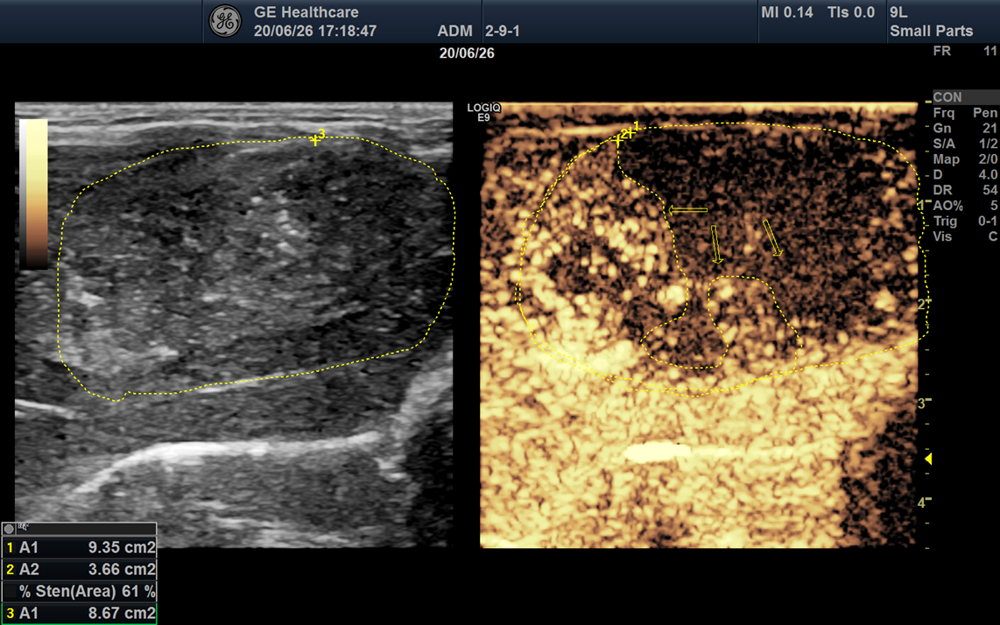 GE Healthcare
20/06/26 17:18:47 ADM 2-9-1
MI 0.14 TIs 0.0 9L
Small Parts
20/06/26
FR 11
LOGIQ
E9
CON
Frq Pen
Gn 21
S/A 1/2
Map 2/0
D 4.0
DR 54
AO% 5
Trig 0-1
Vis C
3
2
1
1
2
3
4
1 A1 9.35 cm2
2 A2 3.66 cm2
% Sten(Area) 61 %
3 A1 8.67 cm2